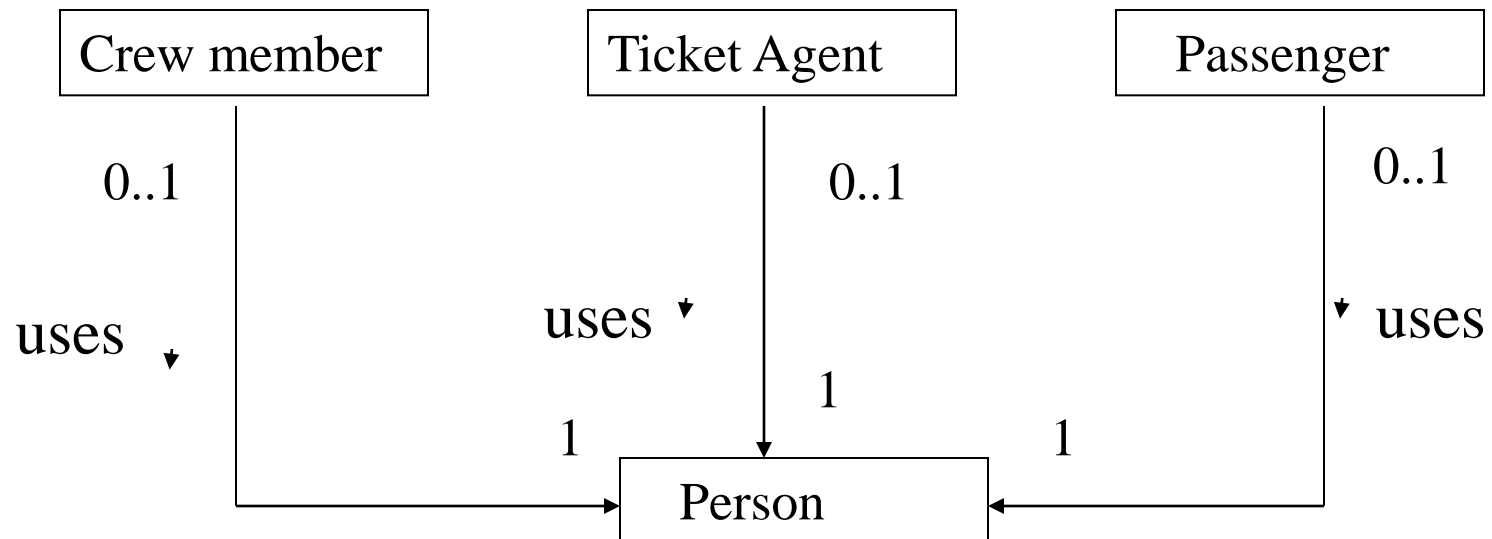 Crew member
Ticket Agent
Passenger
0..1
0..1
0..1
uses
uses
uses
1
1
1
Person